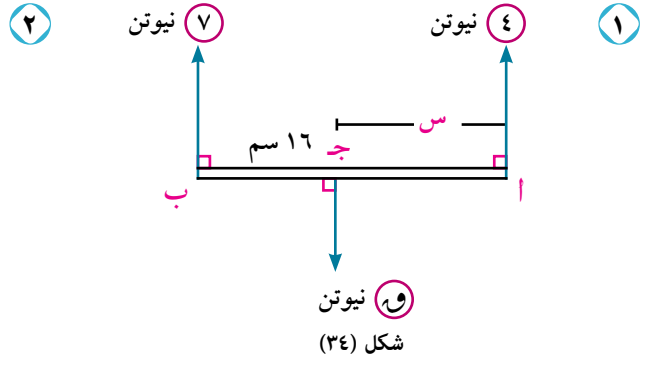 ١ ٤ نيوتن ٧ نيوتن ٢
س
جـ ١٦ سم
ا ب
ق نيوتن
شكل (٣٤)